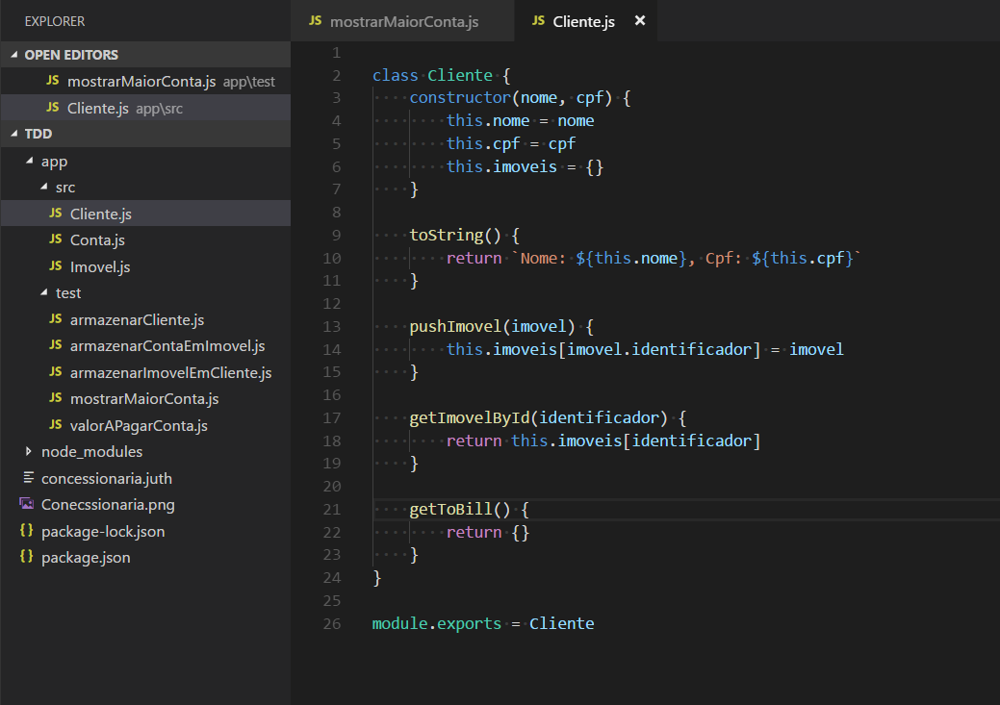 EXPLORER
OPEN EDITORS
JS mostrarMaiorConta.js app\test
JS Cliente.js app\src
TDD
app
src
JS Cliente.js
JS Conta.js
JS Imovel.js
test
JS armazenarCliente.js
JS armazenarContaEmImovel.js
JS armazenarImovelEmCliente.js
JS mostrarMaiorConta.js
JS valorAPagarConta.js
node_modules
concessionaria.juth
Conecssionaria.png
{} package-lock.json
{} package.json
JS mostrarMaiorConta.js JS Cliente.js ×
1
2 class Cliente {
3     constructor(nome, cpf) {
4         this.nome = nome
5         this.cpf = cpf
6         this.imoveis = {}
7     }
8
9     toString() {
10         return `Nome: ${this.nome}, Cpf: ${this.cpf}`
11     }
12
13     pushImovel(imovel) {
14         this.imoveis[imovel.identificador] = imovel
15     }
16
17     getImovelById(identificador) {
18         return this.imoveis[identificador]
19     }
20
21     getToBill() {
22         return {}
23     }
24 }
25
26 module.exports = Cliente